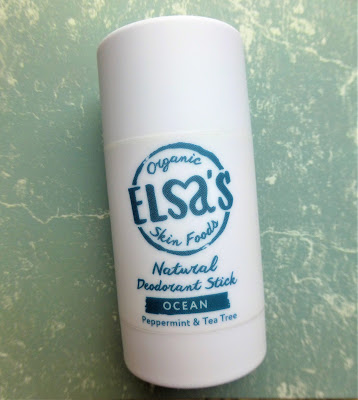 Organic
ELSA'S
Skin Foods
Natural
Deodorant Stick
OCEAN
Peppermint & Tea Tree